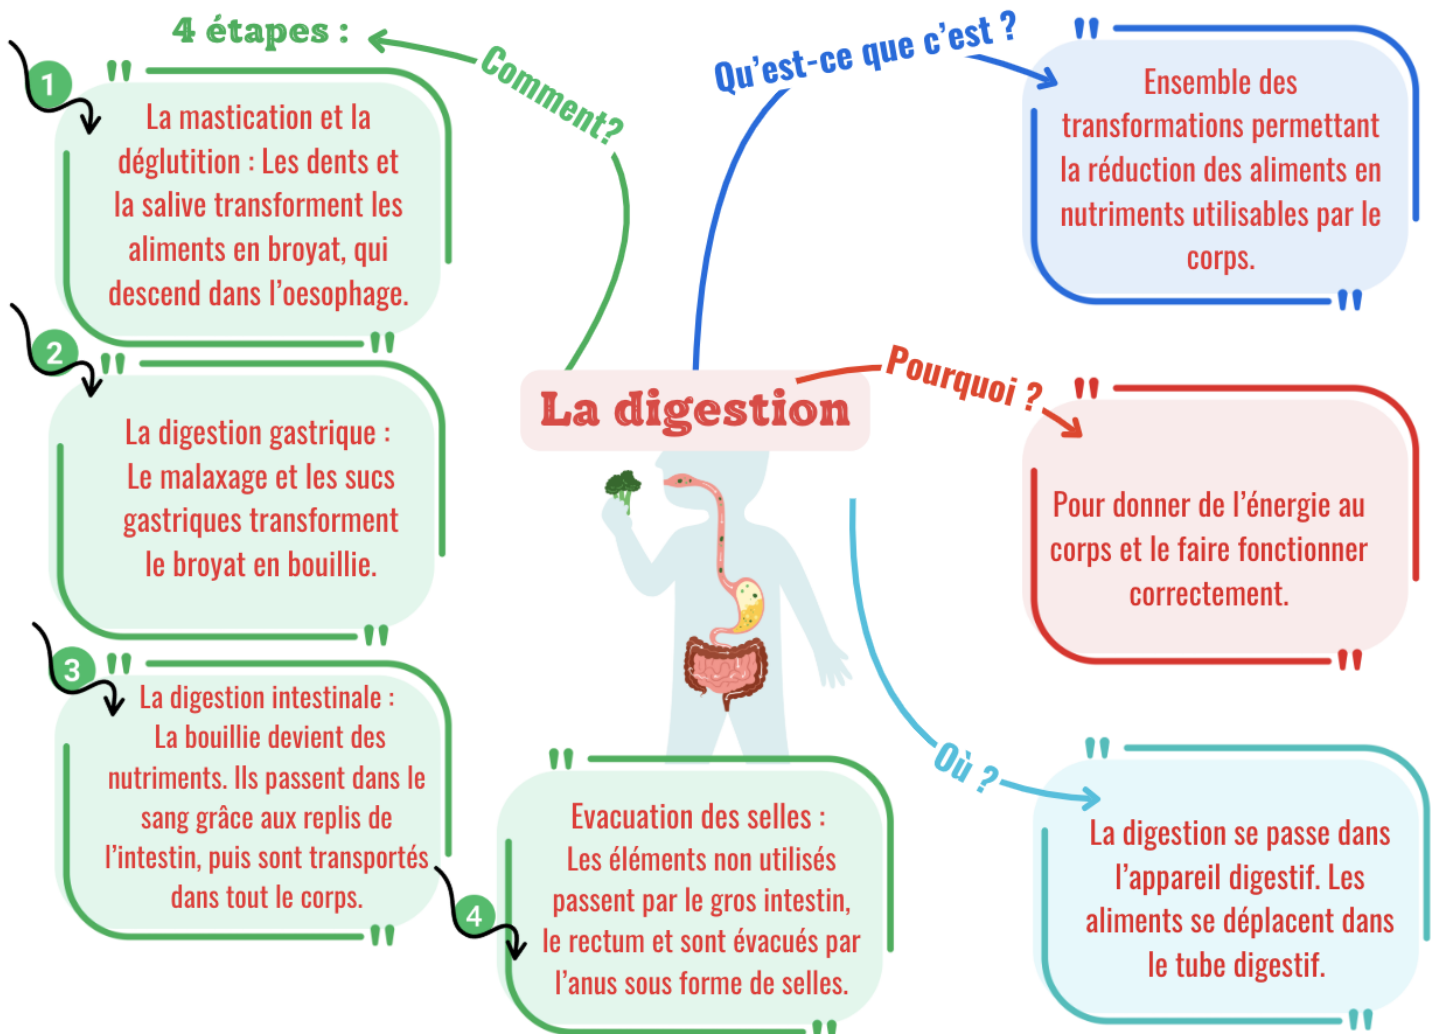 4 étapes :
Comment?
1
La mastication et la
déglutition : Les dents et
la salive transforment les
aliments en broyat, qui
descend dans l'oesophage.
2
La digestion gastrique :
Le malaxage et les sucs
gastriques transforment
le broyat en bouillie.
3
La digestion intestinale :
La bouillie devient des
nutriments. Ils passent dans le
sang grâce aux replis de
l'intestin, puis sont transportés
dans tout le corps.
4
Evacuation des selles :
Les éléments non utilisés
passent par le gros intestin,
le rectum et sont évacués par
l'anus sous forme de selles.
La digestion
Qu'est-ce que c'est ?
Ensemble des
transformations permettant
la réduction des aliments en
nutriments utilisables par le
corps.
Pourquoi ?
Pour donner de l'énergie au
corps et le faire fonctionner
correctement.
Où ?
La digestion se passe dans
l'appareil digestif. Les
aliments se déplacent dans
le tube digestif.